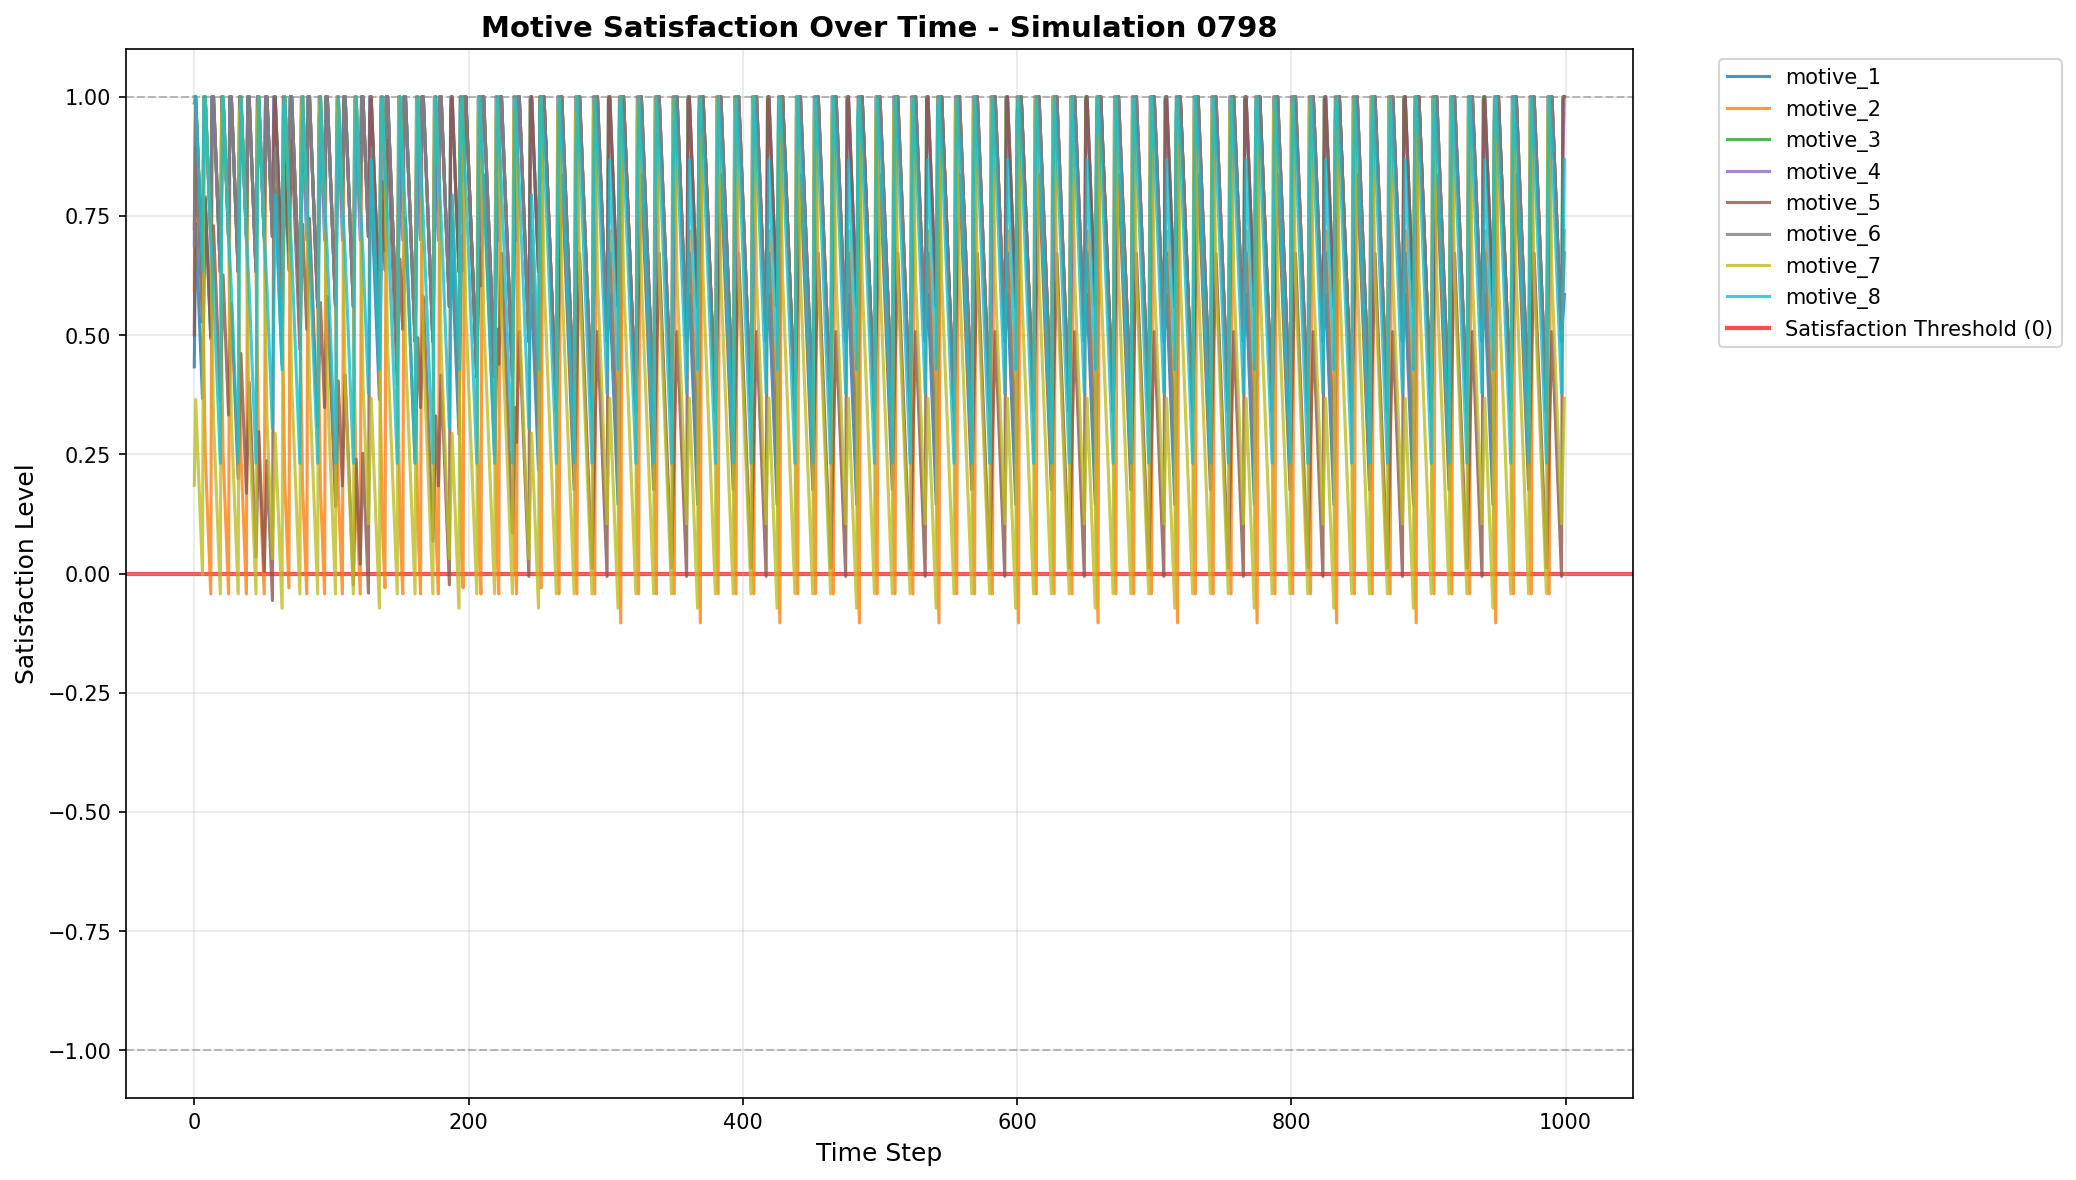 Motive Satisfaction Over Time - Simulation 0798
1.00
0.75
0.50
0.25
0.00
−0.25
−0.50
−0.75
−1.00
Satisfaction Level
0
200
400
600
800
1000
Time Step
motive_1
motive_2
motive_3
motive_4
motive_5
motive_6
motive_7
motive_8
Satisfaction Threshold (0)